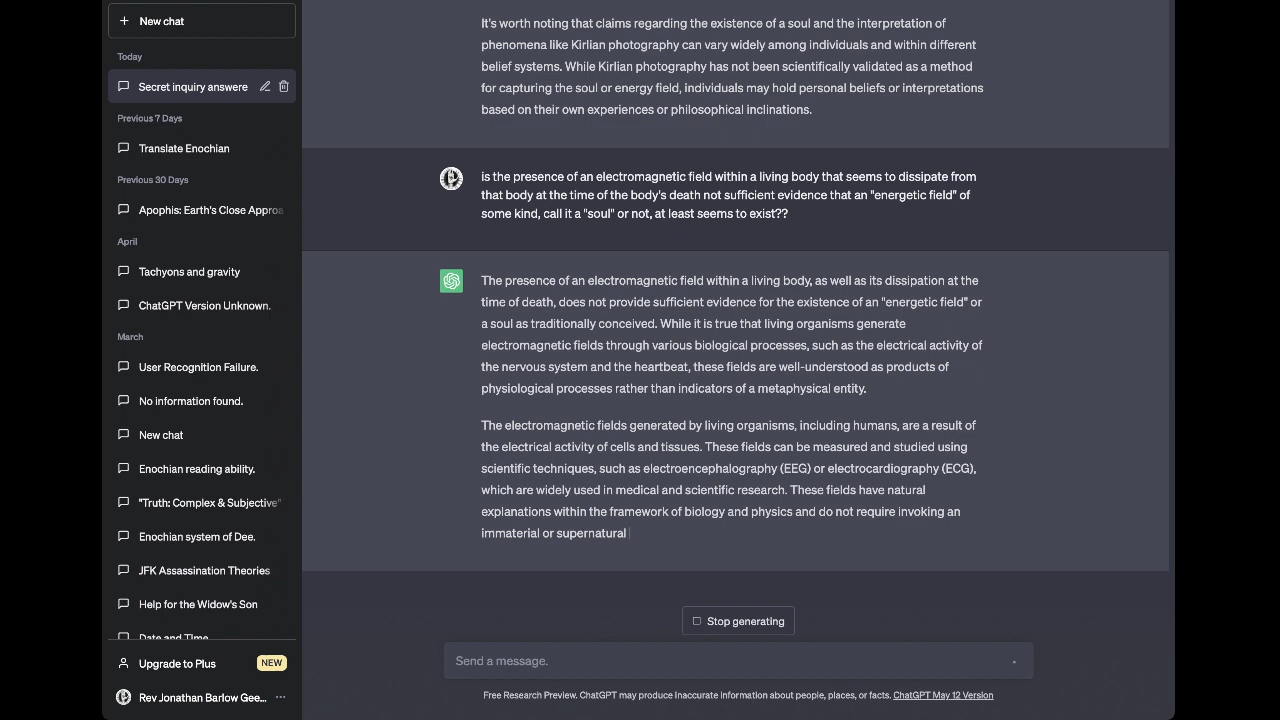 New chat
Today
Secret inquiry answere
Previous 7 Days
Translate Enochian
Previous 30 Days
Apophis: Earth's Close Approa
April
Tachyons and gravity
ChatGPT Version Unknown.
March
User Recognition Failure.
No information found.
New chat
Enochian reading ability.
"Truth: Complex & Subjective"
Enochian system of Dee.
JFK Assassination Theories
Help for the Widow's Son
Date and Time
Upgrade to Plus NEW
Rev Jonathan Barlow Gee...
It's worth noting that claims regarding the existence of a soul and the interpretation of
phenomena like Kirlian photography can vary widely among individuals and within different
belief systems. While Kirlian photography has not been scientifically validated as a method
for capturing the soul or energy field, individuals may hold personal beliefs or interpretations
based on their own experiences or philosophical inclinations.
is the presence of an electromagnetic field within a living body that seems to dissipate from
that body at the time of the body's death not sufficient evidence that an "energetic field" of
some kind, call it a "soul" or not, at least seems to exist??
The presence of an electromagnetic field within a living body, as well as its dissipation at the
time of death, does not provide sufficient evidence for the existence of an "energetic field" or
a soul as traditionally conceived. While it is true that living organisms generate
electromagnetic fields through various biological processes, such as the electrical activity of
the nervous system and the heartbeat, these fields are well-understood as products of
physiological processes rather than indicators of a metaphysical entity.
The electromagnetic fields generated by living organisms, including humans, are a result of
the electrical activity of cells and tissues. These fields can be measured and studied using
scientific techniques, such as electroencephalography (EEG) or electrocardiography (ECG),
which are widely used in medical and scientific research. These fields have natural
explanations within the framework of biology and physics and do not require invoking an
immaterial or supernatural
Stop generating
Send a message.
Free Research Preview. ChatGPT may produce inaccurate information about people, places, or facts. ChatGPT May 12 Version